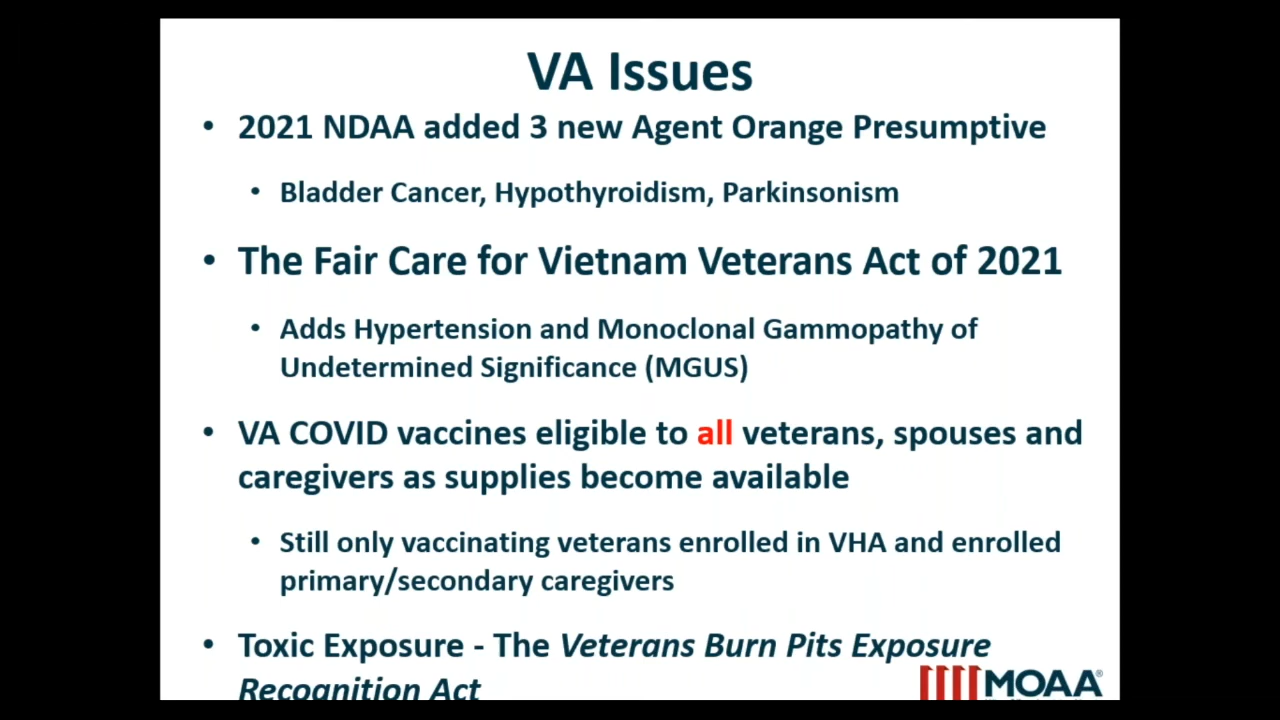 VA Issues
• 2021 NDAA added 3 new Agent Orange Presumptive
• Bladder Cancer, Hypothyroidism, Parkinsonism
• The Fair Care for Vietnam Veterans Act of 2021
• Adds Hypertension and Monoclonal Gammopathy of
Undetermined Significance (MGUS)
• VA COVID vaccines eligible to all veterans, spouses and
caregivers as supplies become available
• Still only vaccinating veterans enrolled in VHA and enrolled
primary/secondary caregivers
• Toxic Exposure - The Veterans Burn Pits Exposure
Recognition Act
MOAA®